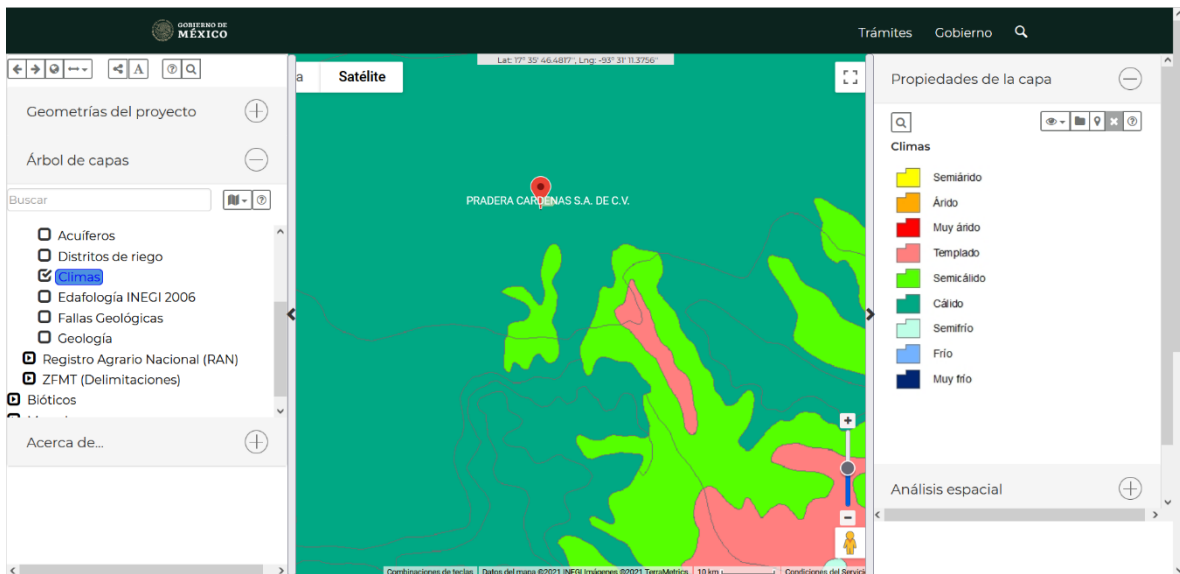 GOBIERNO DE
MÉXICO
Trámites
Gobierno
A
Geometrías del proyecto
Árbol de capas
Buscar
Acuíferos
Distritos de riego
Climas
Edafología INEGI 2006
Fallas Geológicas
Geología
Registro Agrario Nacional (RAN)
ZFMT (Delimitaciones)
Bióticos
Acerca de...
Lat: 17° 35' 46.4817'', Lng: -93° 31' 11.3756''
a
Satélite
PRADERA CARDENAS S.A. DE C.V.
Combinaciones de teclas
Datos del mapa ©2021 INEGI Imágenes ©2021 TerraMetrics
10 km
Condiciones del Servicio
Propiedades de la capa
Climas
Semiárido
Árido
Muy árido
Templado
Semicálido
Cálido
Semifrío
Frío
Muy frío
Análisis espacial